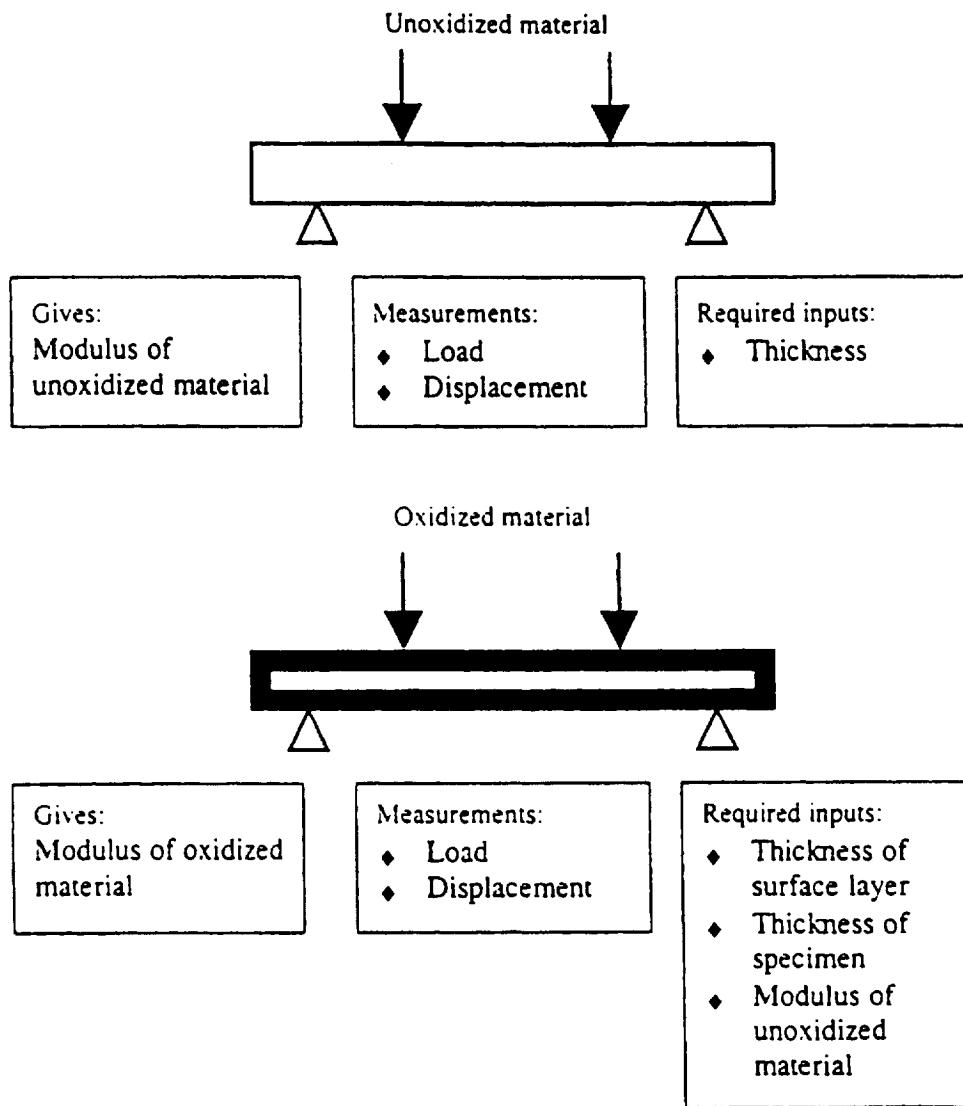 Unoxidized material
Gives:
Modulus of
unoxidized material
Measurements:
♦ Load
♦ Displacement
Required inputs:
♦ Thickness
Oxidized material
Gives:
Modulus of oxidized
material
Measurements:
♦ Load
♦ Displacement
Required inputs:
♦ Thickness of
surface layer
♦ Thickness of
specimen
♦ Modulus of
unoxidized
material